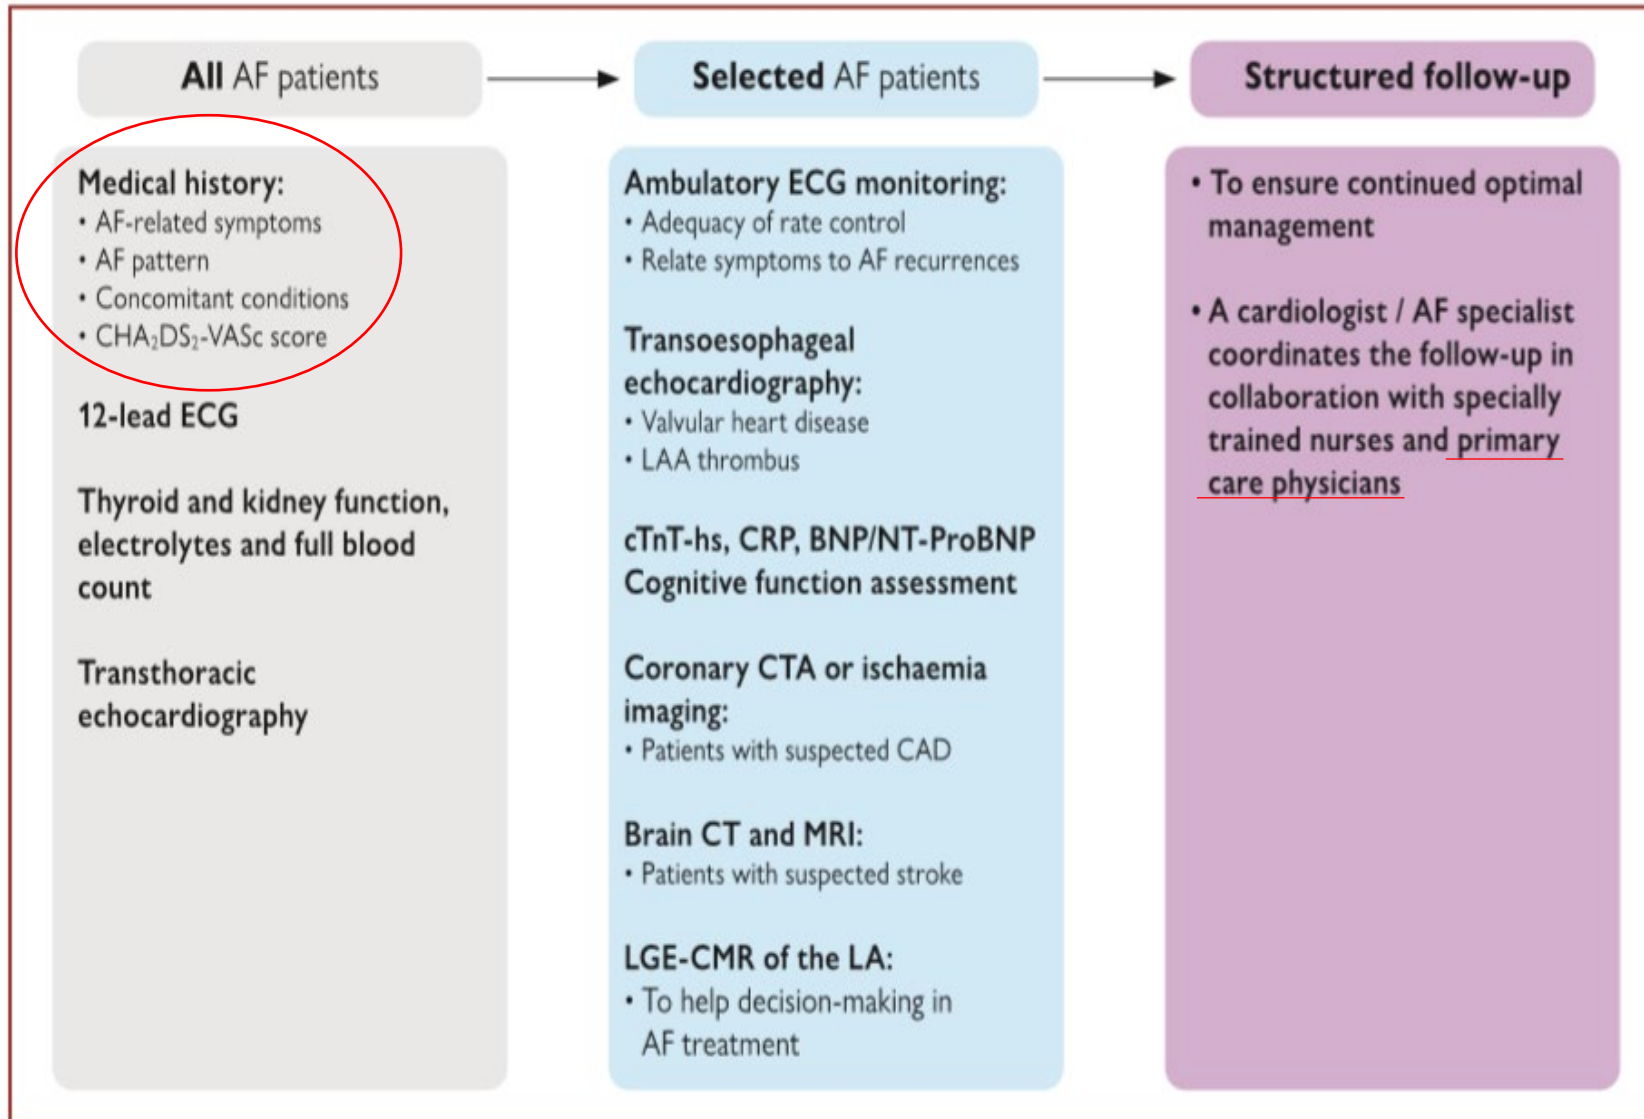 All AF patients
Medical history:
• AF-related symptoms
• AF pattern
• Concomitant conditions
• CHA₂DS₂-VASc score
12-lead ECG
Thyroid and kidney function,
electrolytes and full blood
count
Transthoracic
echocardiography
Selected AF patients
Ambulatory ECG monitoring:
• Adequacy of rate control
• Relate symptoms to AF recurrences
Transoesophageal
echocardiography:
• Valvular heart disease
• LAA thrombus
cTnT-hs, CRP, BNP/NT-ProBNP
Cognitive function assessment
Coronary CTA or ischaemia
imaging:
• Patients with suspected CAD
Brain CT and MRI:
• Patients with suspected stroke
LGE-CMR of the LA:
• To help decision-making in
AF treatment
Structured follow-up
• To ensure continued optimal
management
• A cardiologist / AF specialist
coordinates the follow-up in
collaboration with specially
trained nurses and primary
care physicians